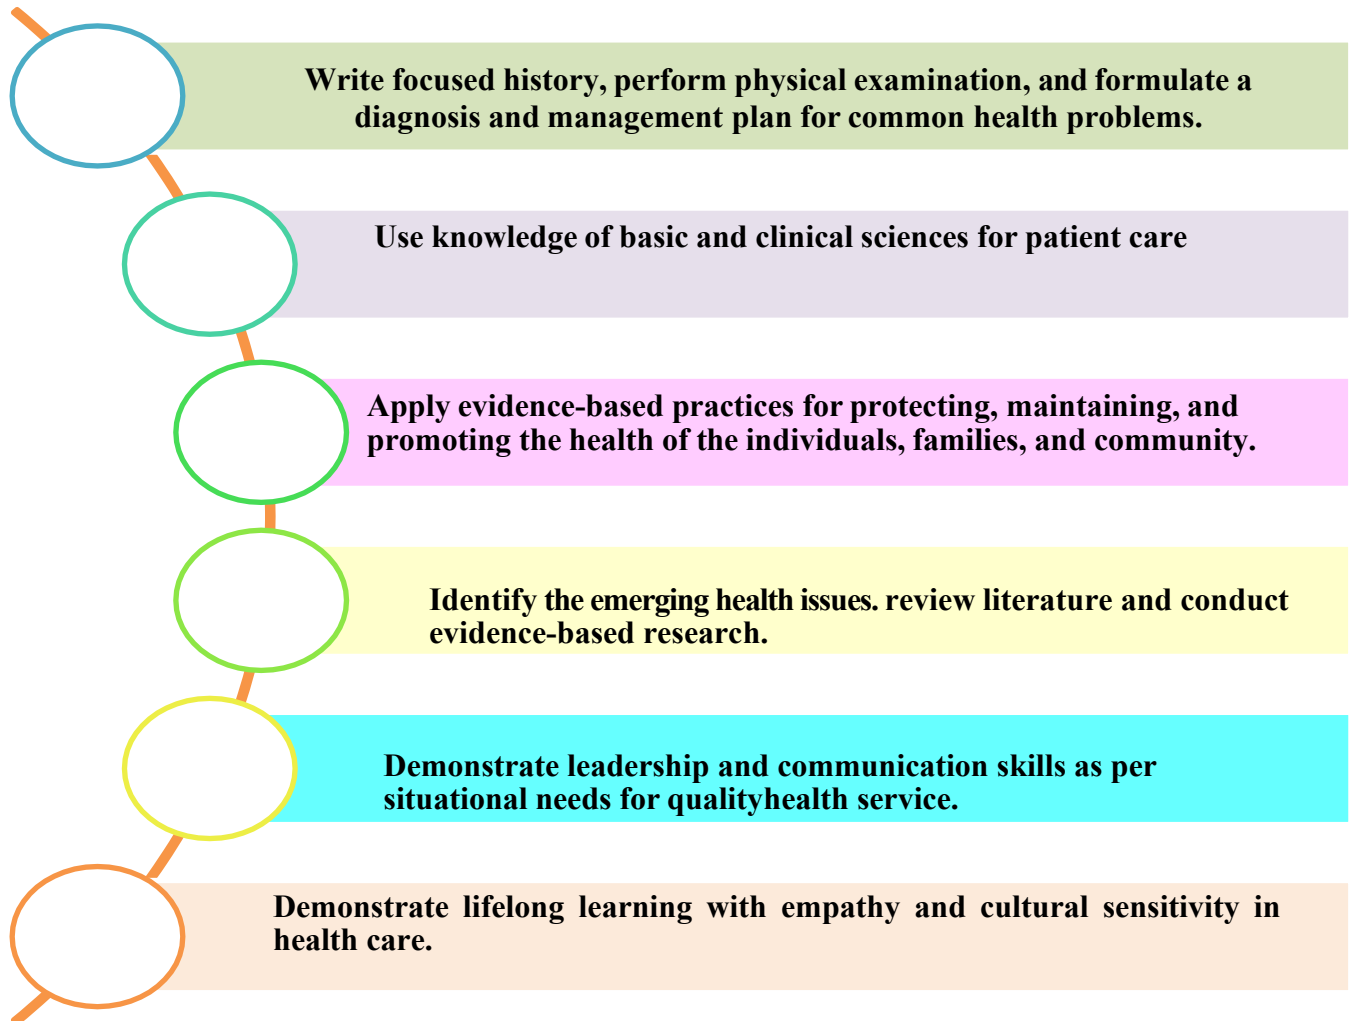 Write focused history, perform physical examination, and formulate a
diagnosis and management plan for common health problems.
Use knowledge of basic and clinical sciences for patient care
Apply evidence-based practices for protecting, maintaining, and
promoting the health of the individuals, families, and community.
Identify the emerging health issues. review literature and conduct
evidence-based research.
Demonstrate leadership and communication skills as per
situational needs for qualityhealth service.
Demonstrate lifelong learning with empathy and cultural sensitivity in
health care.